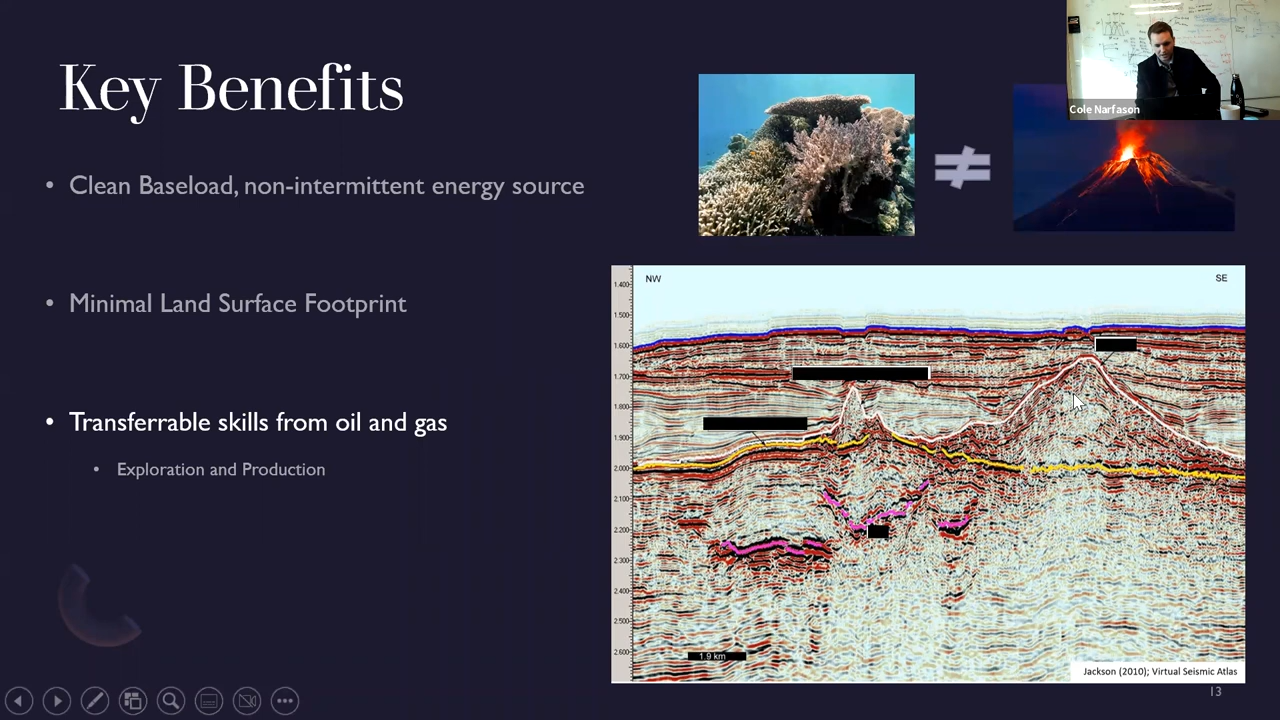 Key Benefits
Cole Narfason
• Clean Baseload, non-intermittent energy source
≠
• Minimal Land Surface Footprint
• Transferrable skills from oil and gas
• Exploration and Production
NW
SE
1.400
1.500
1.600
1.700
1.800
1.900
2.000
2.100
2.200
2.300
2.400
2.500
2.600
1.9 km
Jackson (2010); Virtual Seismic Atlas
13